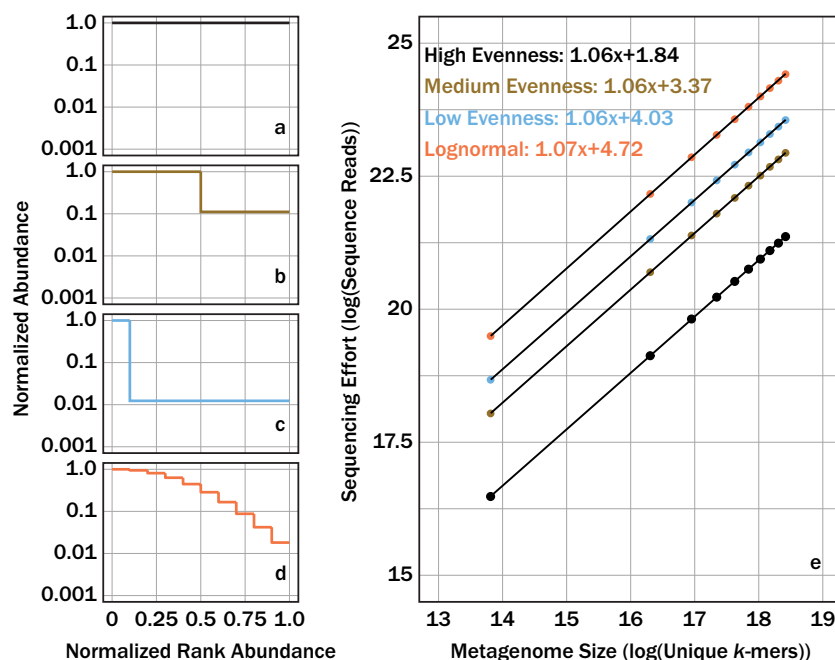 1.0
0.1
0.01
0.001
a
1.0
0.1
0.01
0.001
b
1.0
0.1
0.01
0.001
c
1.0
0.1
0.01
0.001
d
0 0.25 0.5 0.75 1.0
Normalized Rank Abundance
Normalized Abundance
Sequencing Effort (log(Sequence Reads))
25
22.5
20
17.5
15
High Evenness: 1.06x+1.84
Medium Evenness: 1.06x+3.37
Low Evenness: 1.06x+4.03
Lognormal: 1.07x+4.72
e
13 14 15 16 17 18 19
Metagenome Size (log(Unique k-mers))